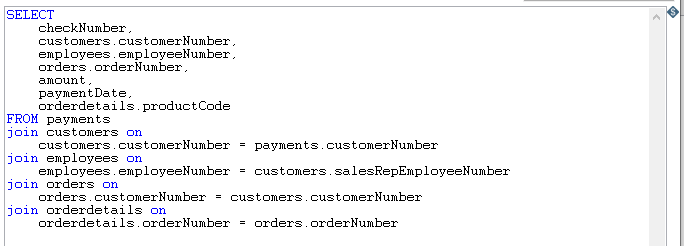 SELECT
    checkNumber,
    customers.customerNumber,
    employees.employeeNumber,
    orders.orderNumber,
    amount,
    paymentDate,
    orderdetails.productCode
FROM payments
join customers on
    customers.customerNumber = payments.customerNumber
join employees on
    employees.employeeNumber = customers.salesRepEmployeeNumber
join orders on
    orders.customerNumber = customers.customerNumber
join orderdetails on
    orderdetails.orderNumber = orders.orderNumber